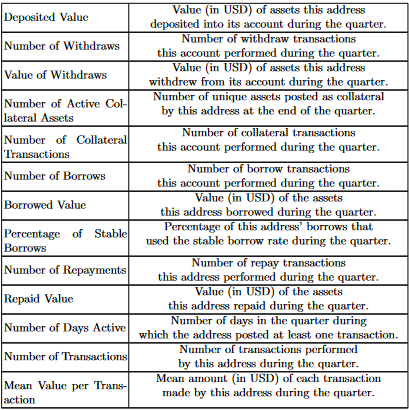 Deposited Value
Value (in USD) of assets this address
deposited into its account during the quarter.
Number of Withdraws
Number of withdraw transactions
this account performed during the quarter.
Value of Withdraws
Value (in USD) of assets this address
withdrew from its account during the quarter.
Number of Active Col-
lateral Assets
Number of unique assets posted as collateral
by this address at the end of the quarter.
Number of Collateral
Transactions
Number of collateral transactions
this account performed during the quarter.
Number of Borrows
Number of borrow transactions
this account performed during the quarter.
Borrowed Value
Value (in USD) of the assets
this address borrowed during the quarter.
Percentage of Stable
Borrows
Percentage of this address' borrows that
used the stable borrow rate during the quarter.
Number of Repayments
Number of repay transactions
this address performed during the quarter.
Repaid Value
Value (in USD) of the assets
this address repaid during the quarter.
Number of Days Active
Number of days in the quarter during
which the address posted at least one transaction.
Number of Transactions
Number of transactions performed
by this address during the quarter.
Mean Value per Trans-
action
Mean amount (in USD) of each transaction
made by this address during the quarter.